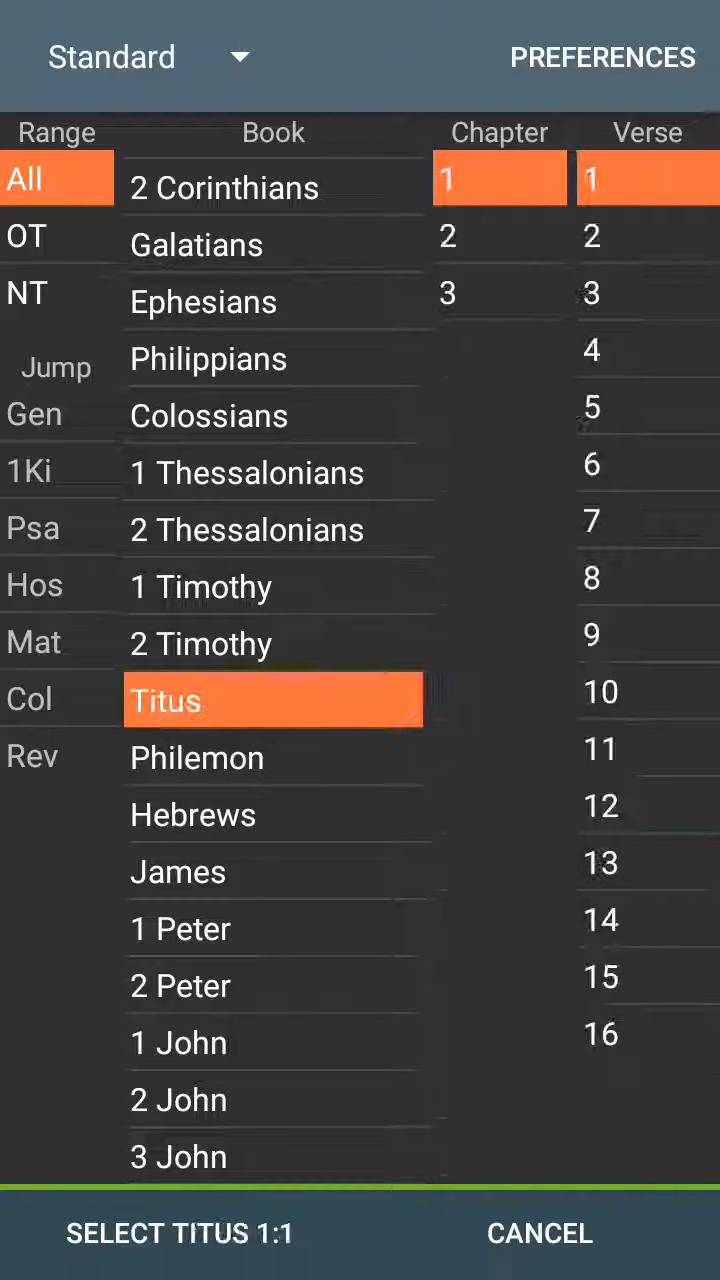 Standard PREFERENCES
Range Book Chapter Verse
All 2 Corinthians 1 1
OT Galatians 2 2
NT Ephesians 3 3
Jump Philippians 4
Gen Colossians 5
1Ki 1 Thessalonians 6
Psa 2 Thessalonians 7
Hos 1 Timothy 8
Mat 2 Timothy 9
Col Titus 10
Rev Philemon 11
Hebrews 12
James 13
1 Peter 14
2 Peter 15
1 John 16
2 John
3 John
SELECT TITUS 1:1 CANCEL